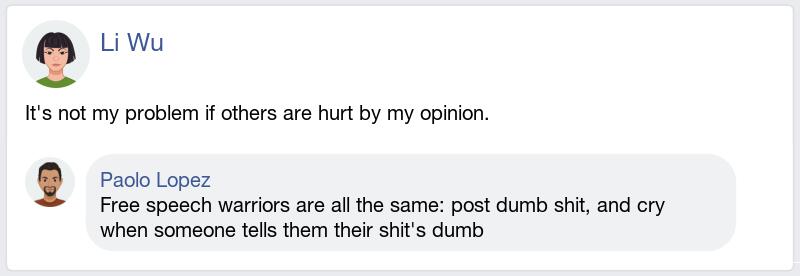 Li Wu
It's not my problem if others are hurt by my opinion.
Paolo Lopez
Free speech warriors are all the same: post dumb shit, and cry
when someone tells them their shit's dumb